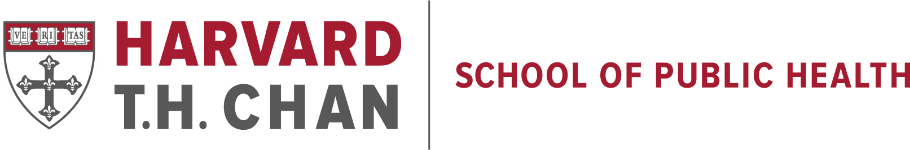 VE RI TAS
HARVARD
T.H. CHAN
SCHOOL OF PUBLIC HEALTH